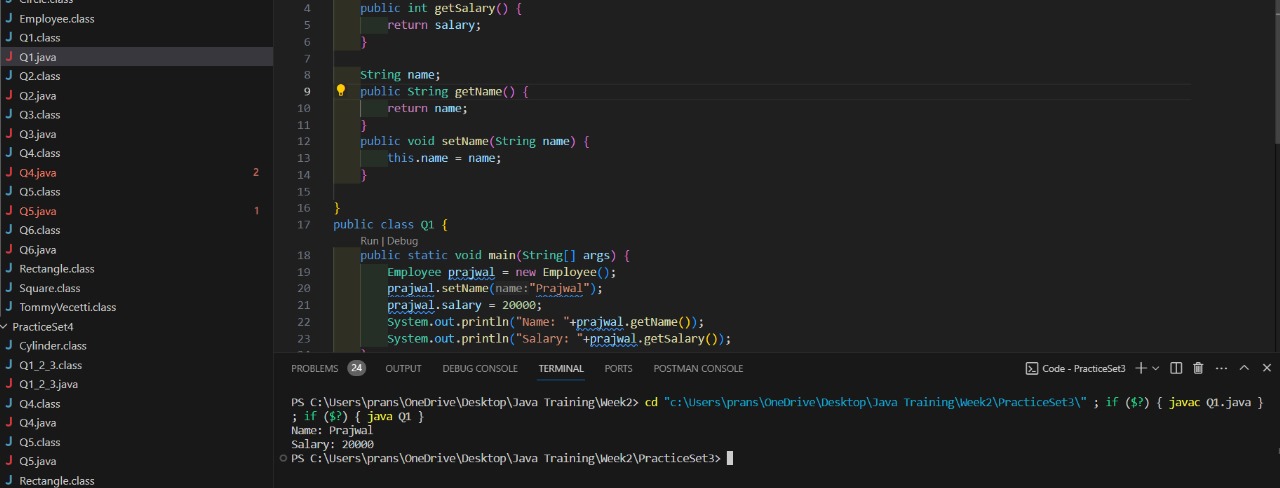 Circle.class
Employee.class
Q1.class
Q1.java
Q2.class
Q2.java
Q3.class
Q3.java
Q4.class
Q4.java 2
Q5.class
Q5.java 1
Q6.class
Q6.java
Rectangle.class
Square.class
TommyVecetti.class
PracticeSet4
Cylinder.class
Q1_2_3.class
Q1_2_3.java
Q4.class
Q4.java
Q5.class
Q5.java
Rectangle.class
4 public int getSalary() {
5 return salary;
6 }
7
8 String name;
9 public String getName() {
10 return name;
11 }
12 public void setName(String name) {
13 this.name = name;
14 }
15
16 }
17 public class Q1 {
Run | Debug
18 public static void main(String[] args) {
19 Employee prajwal = new Employee();
20 prajwal.setName(name:"Prajwal");
21 prajwal.salary = 20000;
22 System.out.println("Name: "+prajwal.getName());
23 System.out.println("Salary: "+prajwal.getSalary());
PROBLEMS 24 OUTPUT DEBUG CONSOLE TERMINAL PORTS POSTMAN CONSOLE Code - PracticeSet3
PS C:\Users\prans\OneDrive\Desktop\Java Training\Week2> cd "c:\Users\prans\OneDrive\Desktop\Java Training\Week2\PracticeSet3\" ; if ($?) { javac Q1.java }
; if ($?) { java Q1 }
Name: Prajwal
Salary: 20000
PS C:\Users\prans\OneDrive\Desktop\Java Training\Week2\PracticeSet3>